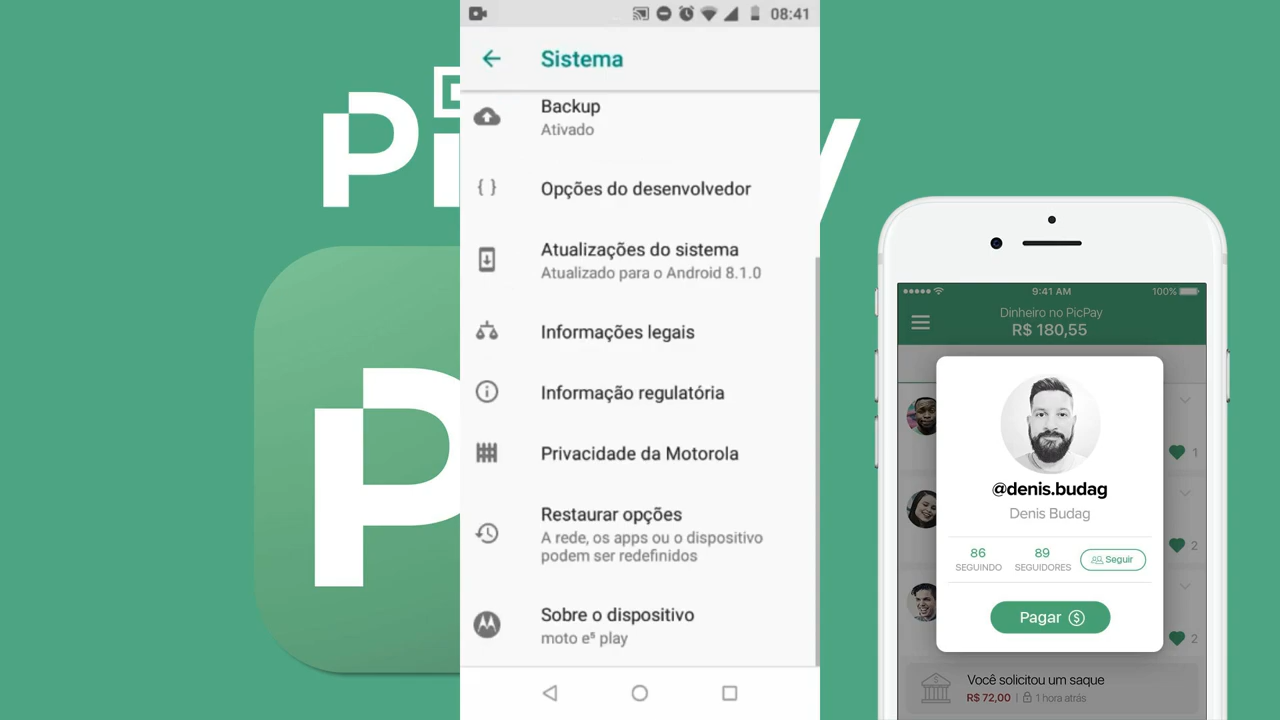 08:41
Sistema
Backup
Ativado
{ }
Opções do desenvolvedor
Atualizações do sistema
Atualizado para o Android 8.1.0
Informações legais
Informação regulatória
Privacidade da Motorola
Restaurar opções
A rede, os apps ou o dispositivo
podem ser redefinidos
Sobre o dispositivo
moto e⁵ play
Pi
y
P
9:41 AM
100%
Dinheiro no PicPay
R$ 180,55
1
2
2
@denis.budag
Denis Budag
86
SEGUINDO
89
SEGUIDORES
Seguir
Pagar $
Você solicitou um saque
R$ 72,00 | 1 hora atrás